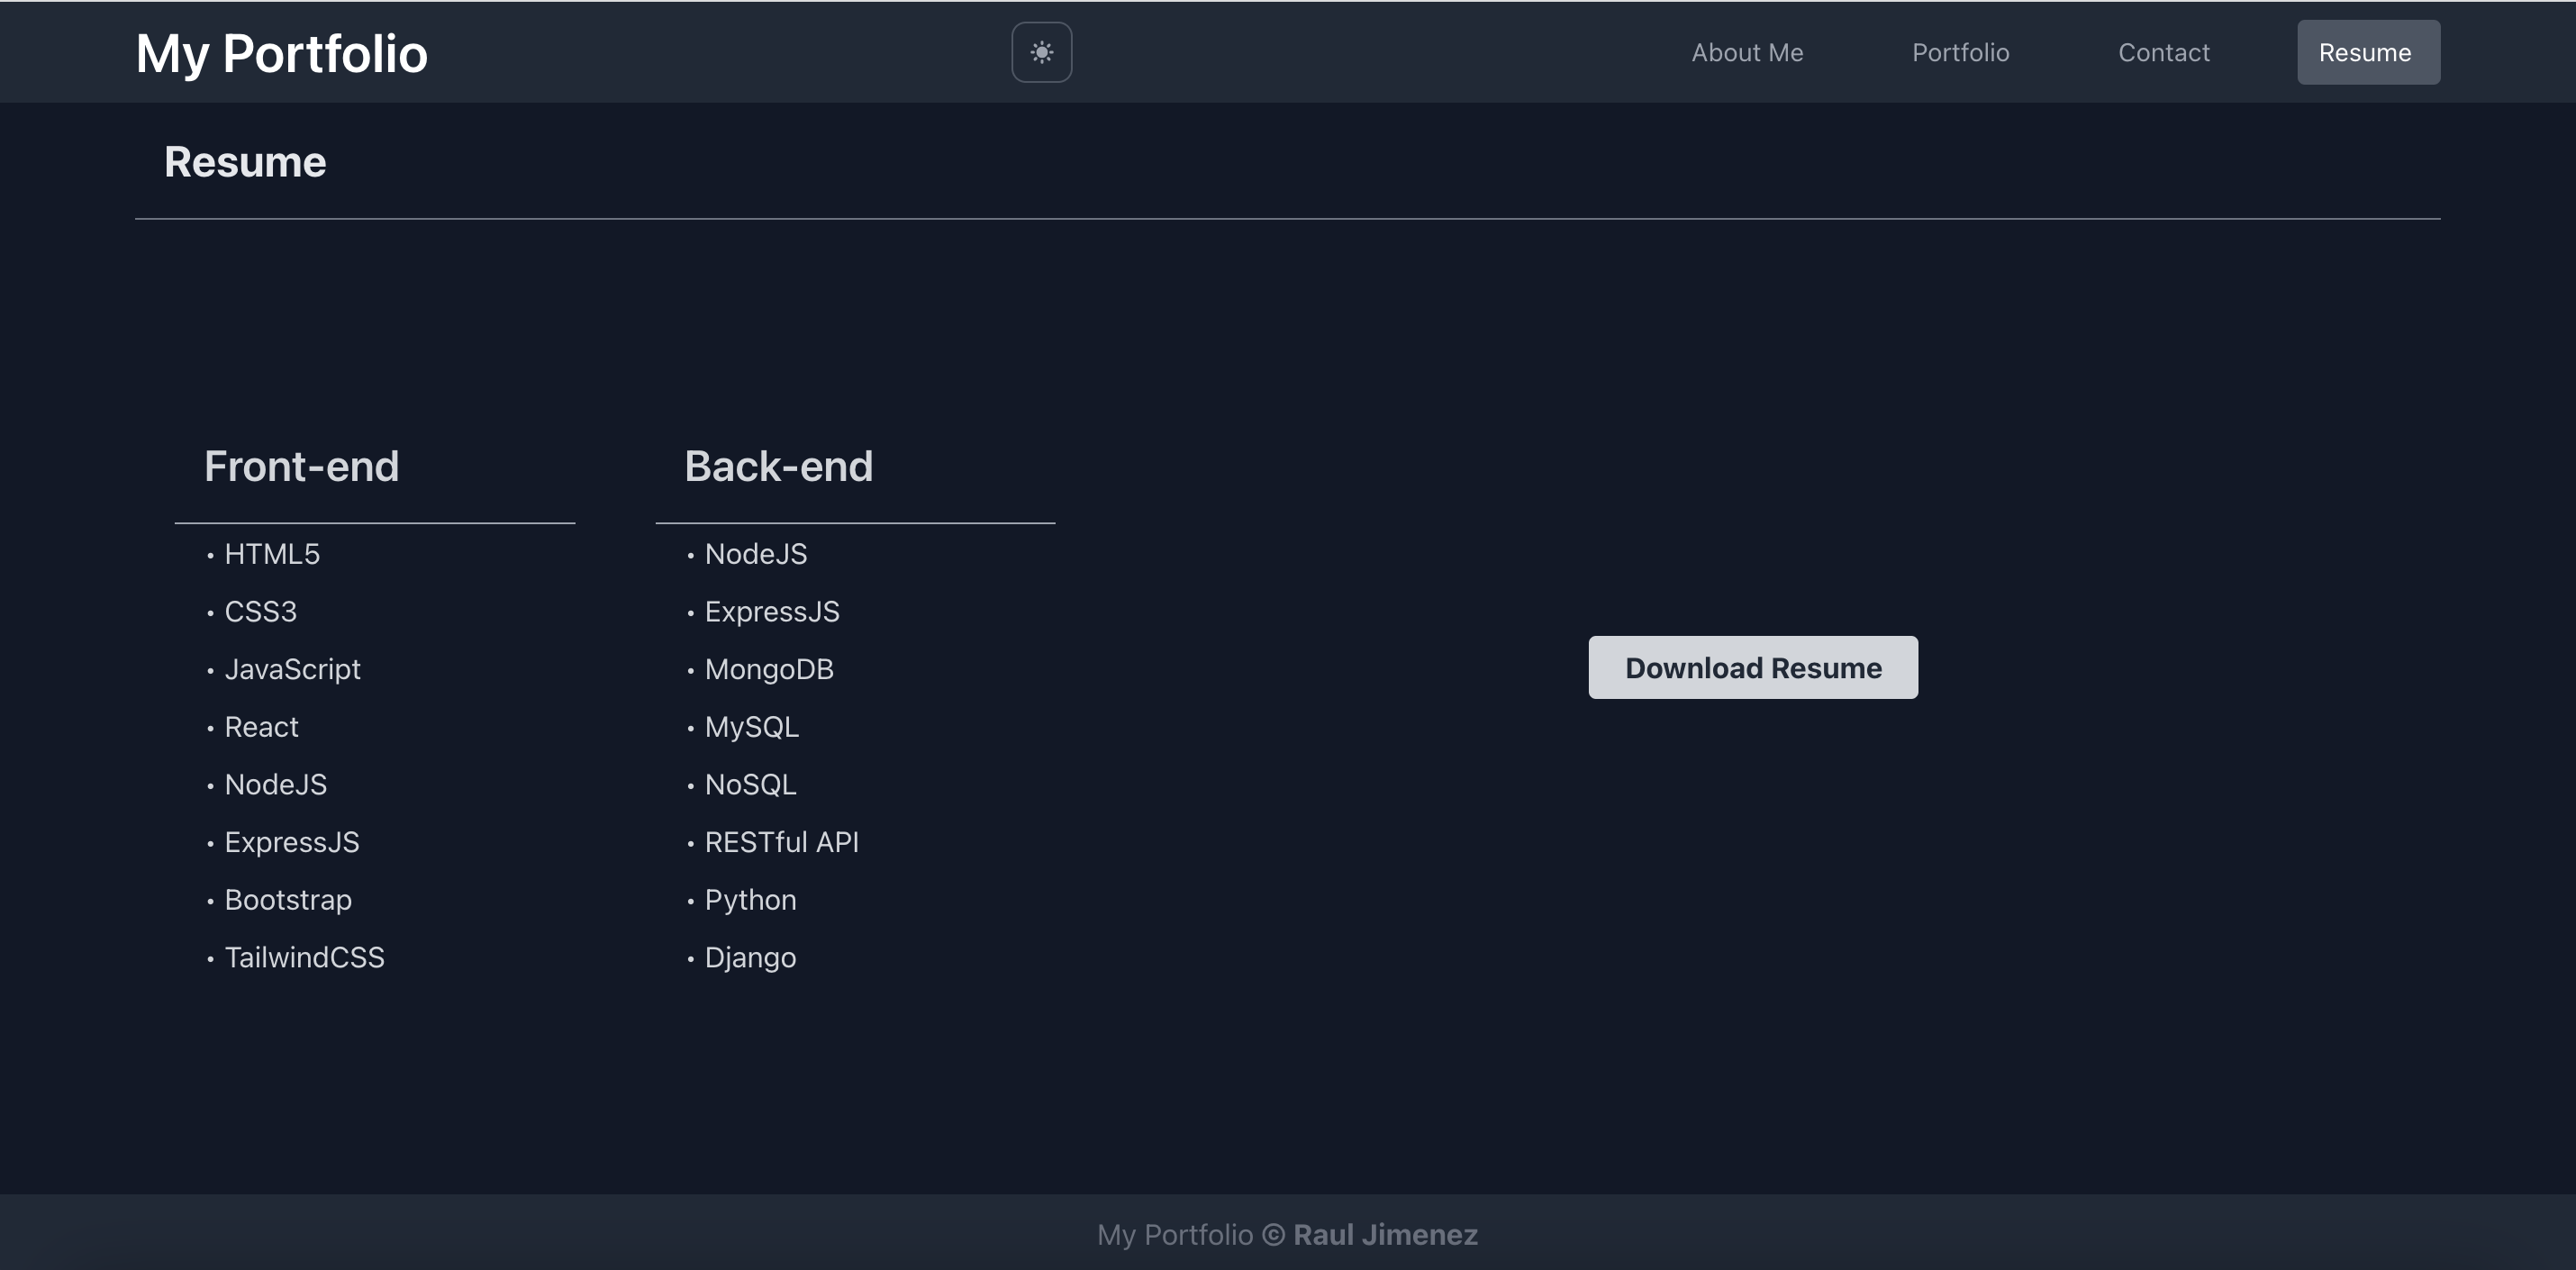 My Portfolio
About Me
Portfolio
Contact
Resume
Resume
Front-end
• HTML5
• CSS3
• JavaScript
• React
• NodeJS
• ExpressJS
• Bootstrap
• TailwindCSS
Back-end
• NodeJS
• ExpressJS
• MongoDB
• MySQL
• NoSQL
• RESTful API
• Python
• Django
Download Resume
My Portfolio © Raul Jimenez